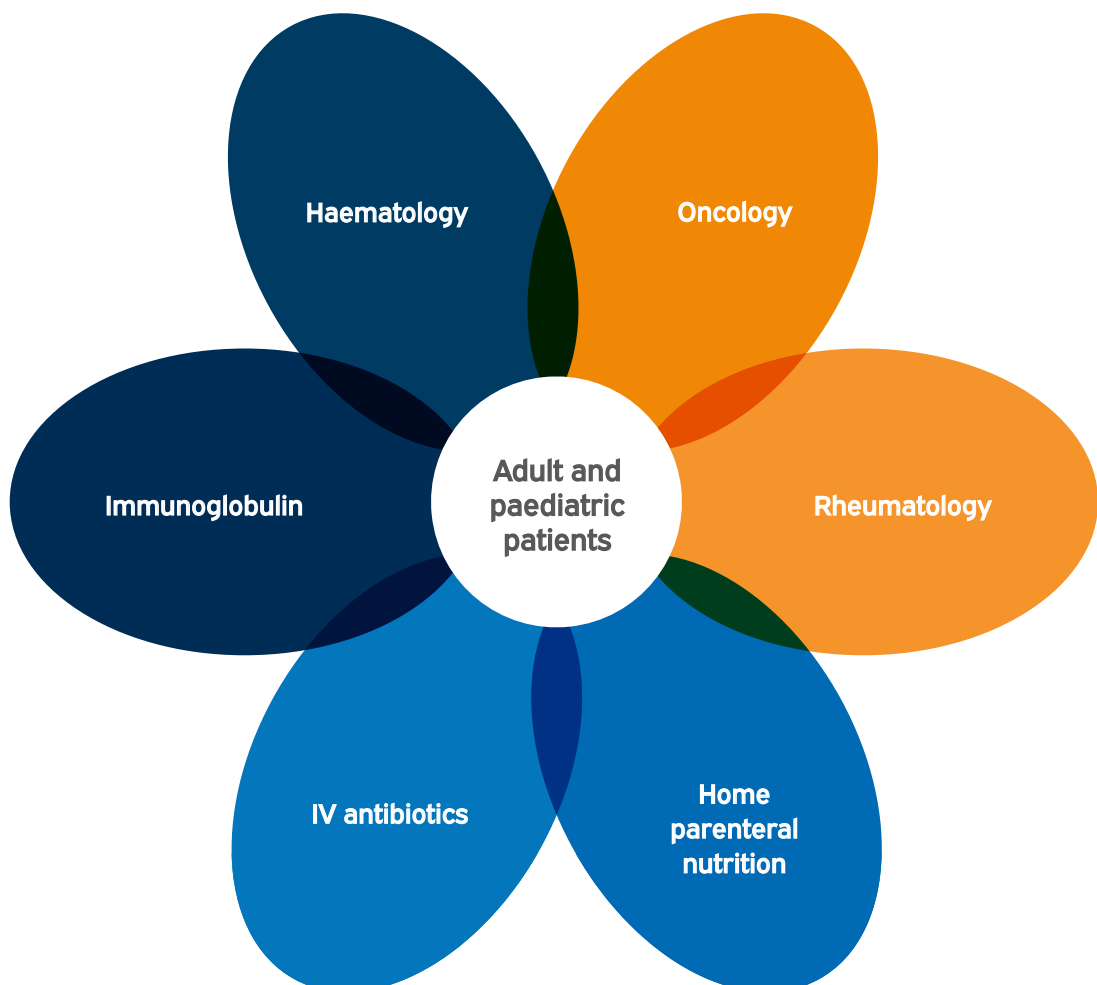 Haematology
Oncology
Adult and
paediatric
patients
Immunoglobulin
Rheumatology
IV antibiotics
Home
parenteral
nutrition